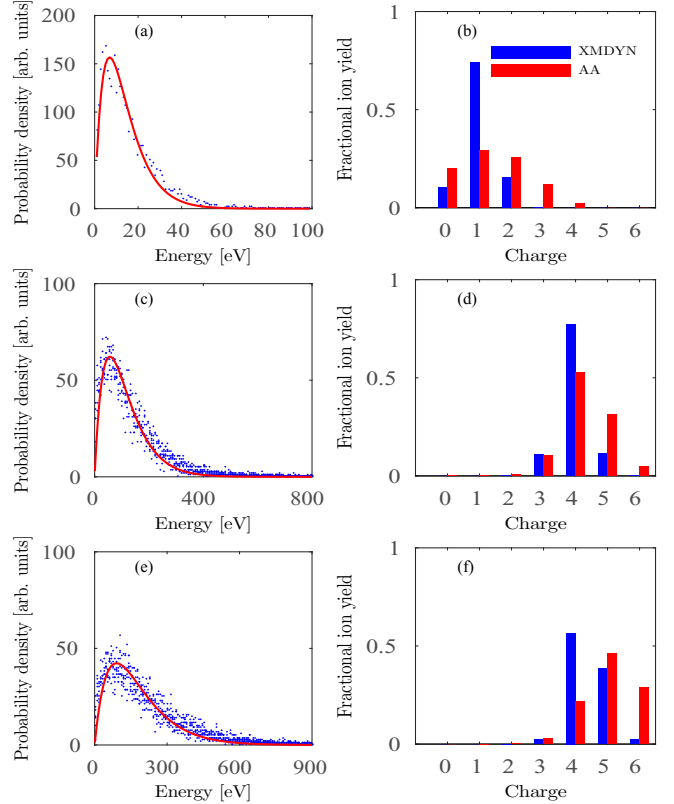 (a)
Probability density [arb. units]
200
150
100
50
0
0 20 40 60 80 100
Energy [eV]
(b)
XMDYN
AA
Fractional ion yield
1
0.5
0
0 1 2 3 4 5 6
Charge
(c)
Probability density [arb. units]
100
50
0
0 400 800
Energy [eV]
(d)
Fractional ion yield
1
0.5
0
0 1 2 3 4 5 6
Charge
(e)
Probability density [arb. units]
100
50
0
0 300 600 900
Energy [eV]
(f)
Fractional ion yield
1
0.5
0
0 1 2 3 4 5 6
Charge